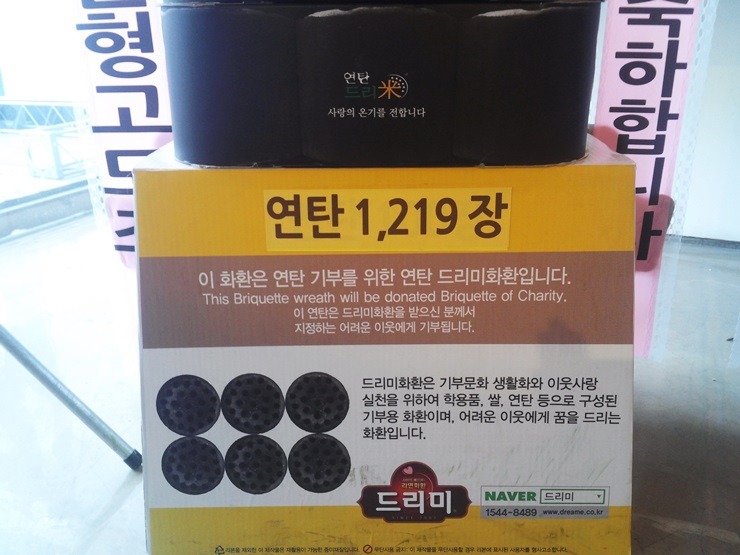 형고
축하합니다
연탄
드리米
사랑의 온기를 전합니다
연탄 1,219 장
이 화환은 연탄 기부를 위한 연탄 드리미화환입니다.
This Briquette wreath will be donated Briquette of Charity.
이 연탄은 드리미화환을 받으신 분께서
지정하는 어려운 이웃에게 기부됩니다.
드리미화환은 기부문화 생활화와 이웃사랑
실천을 위하여 학용품, 쌀, 연탄 등으로 구성된
기부용 화환이며, 어려운 이웃에게 꿈을 드리는
화환입니다.
드리미
NAVER 드리미
1544-8489 www.dreame.co.kr